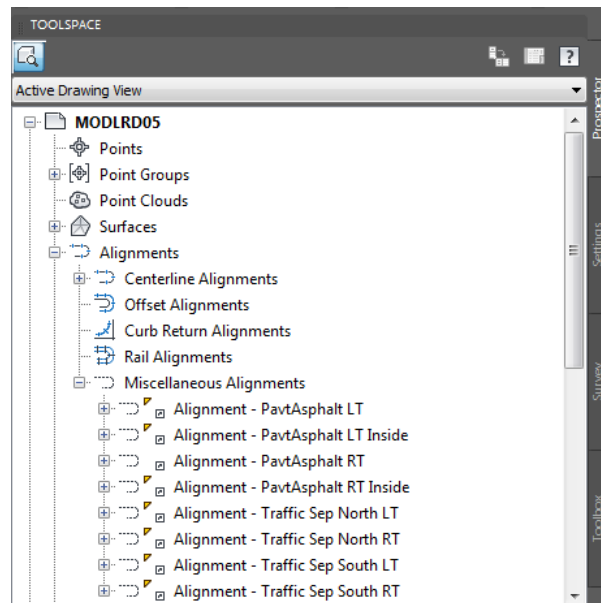 TOOLSPACE
?
Active Drawing View
MODLRD05
Points
Point Groups
Point Clouds
Surfaces
Alignments
Centerline Alignments
Offset Alignments
Curb Return Alignments
Rail Alignments
Miscellaneous Alignments
Alignment - PavtAsphalt LT
Alignment - PavtAsphalt LT Inside
Alignment - PavtAsphalt RT
Alignment - PavtAsphalt RT Inside
Alignment - Traffic Sep North LT
Alignment - Traffic Sep North RT
Alignment - Traffic Sep South LT
Alignment - Traffic Sep South RT
Prospector
Settings
Survey
Toolbox